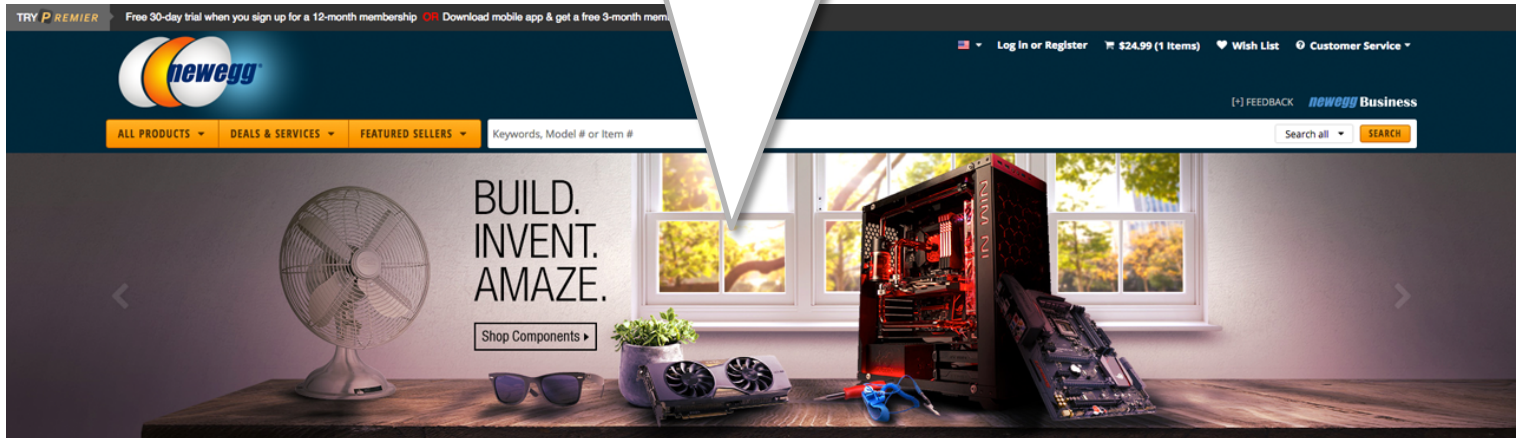 TRY PREMIER Free 30-day trial when you sign up for a 12-month membership OR Download mobile app & get a free 3-month
newegg
Log in or Register $24.99 (1 Items) Wish List Customer Service
[+] FEEDBACK newegg Business
ALL PRODUCTS DEALS & SERVICES FEATURED SELLERS Keywords, Model # or Item # Search all SEARCH
BUILD.
INVENT.
AMAZE.
Shop Components